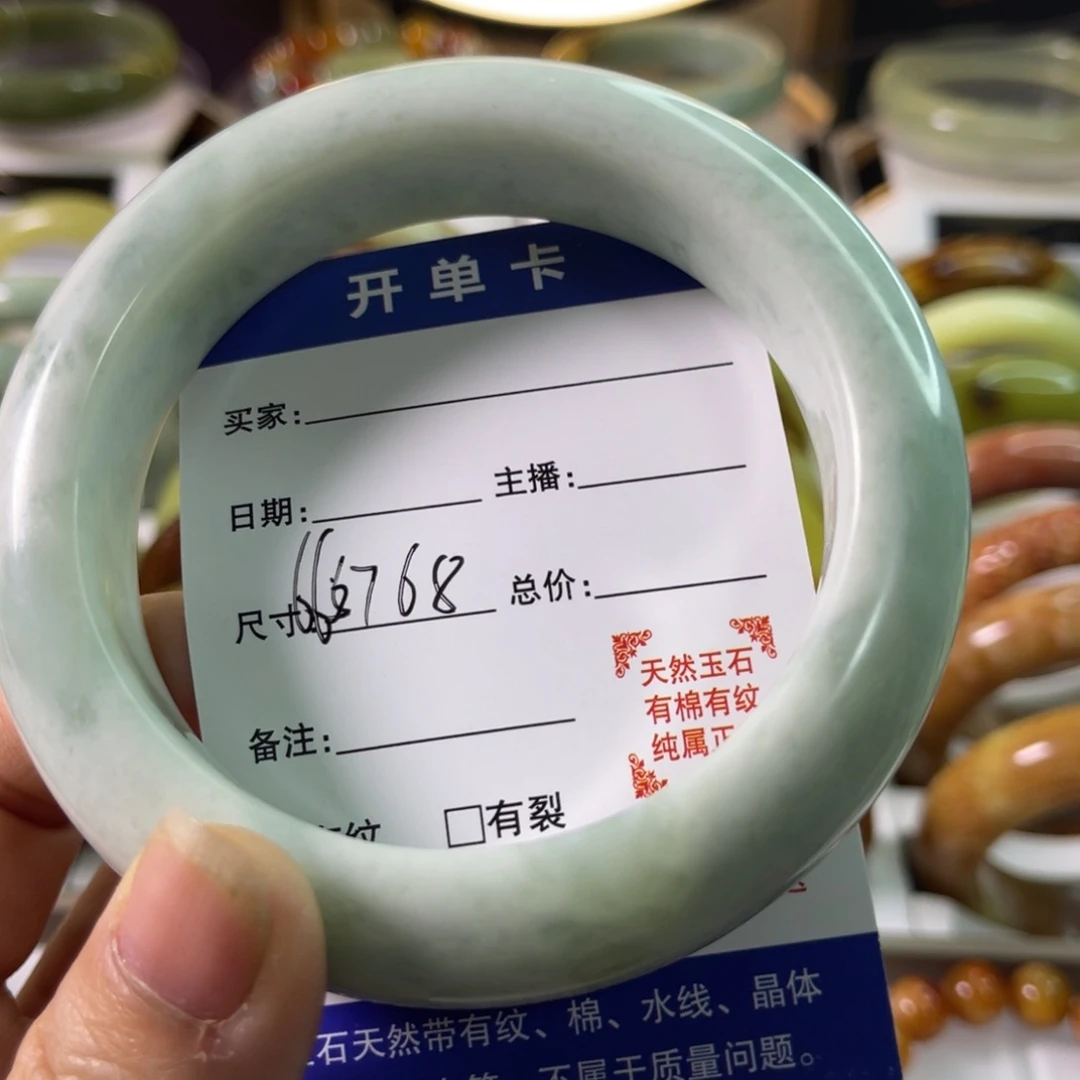 开单卡
买家:
日期: 主播:
尺寸 6768 总价:
天然玉石
有棉有纹
纯属正
备注:
纹 □有裂
石天然带有纹、棉、水线、晶体
不属于质量问题。